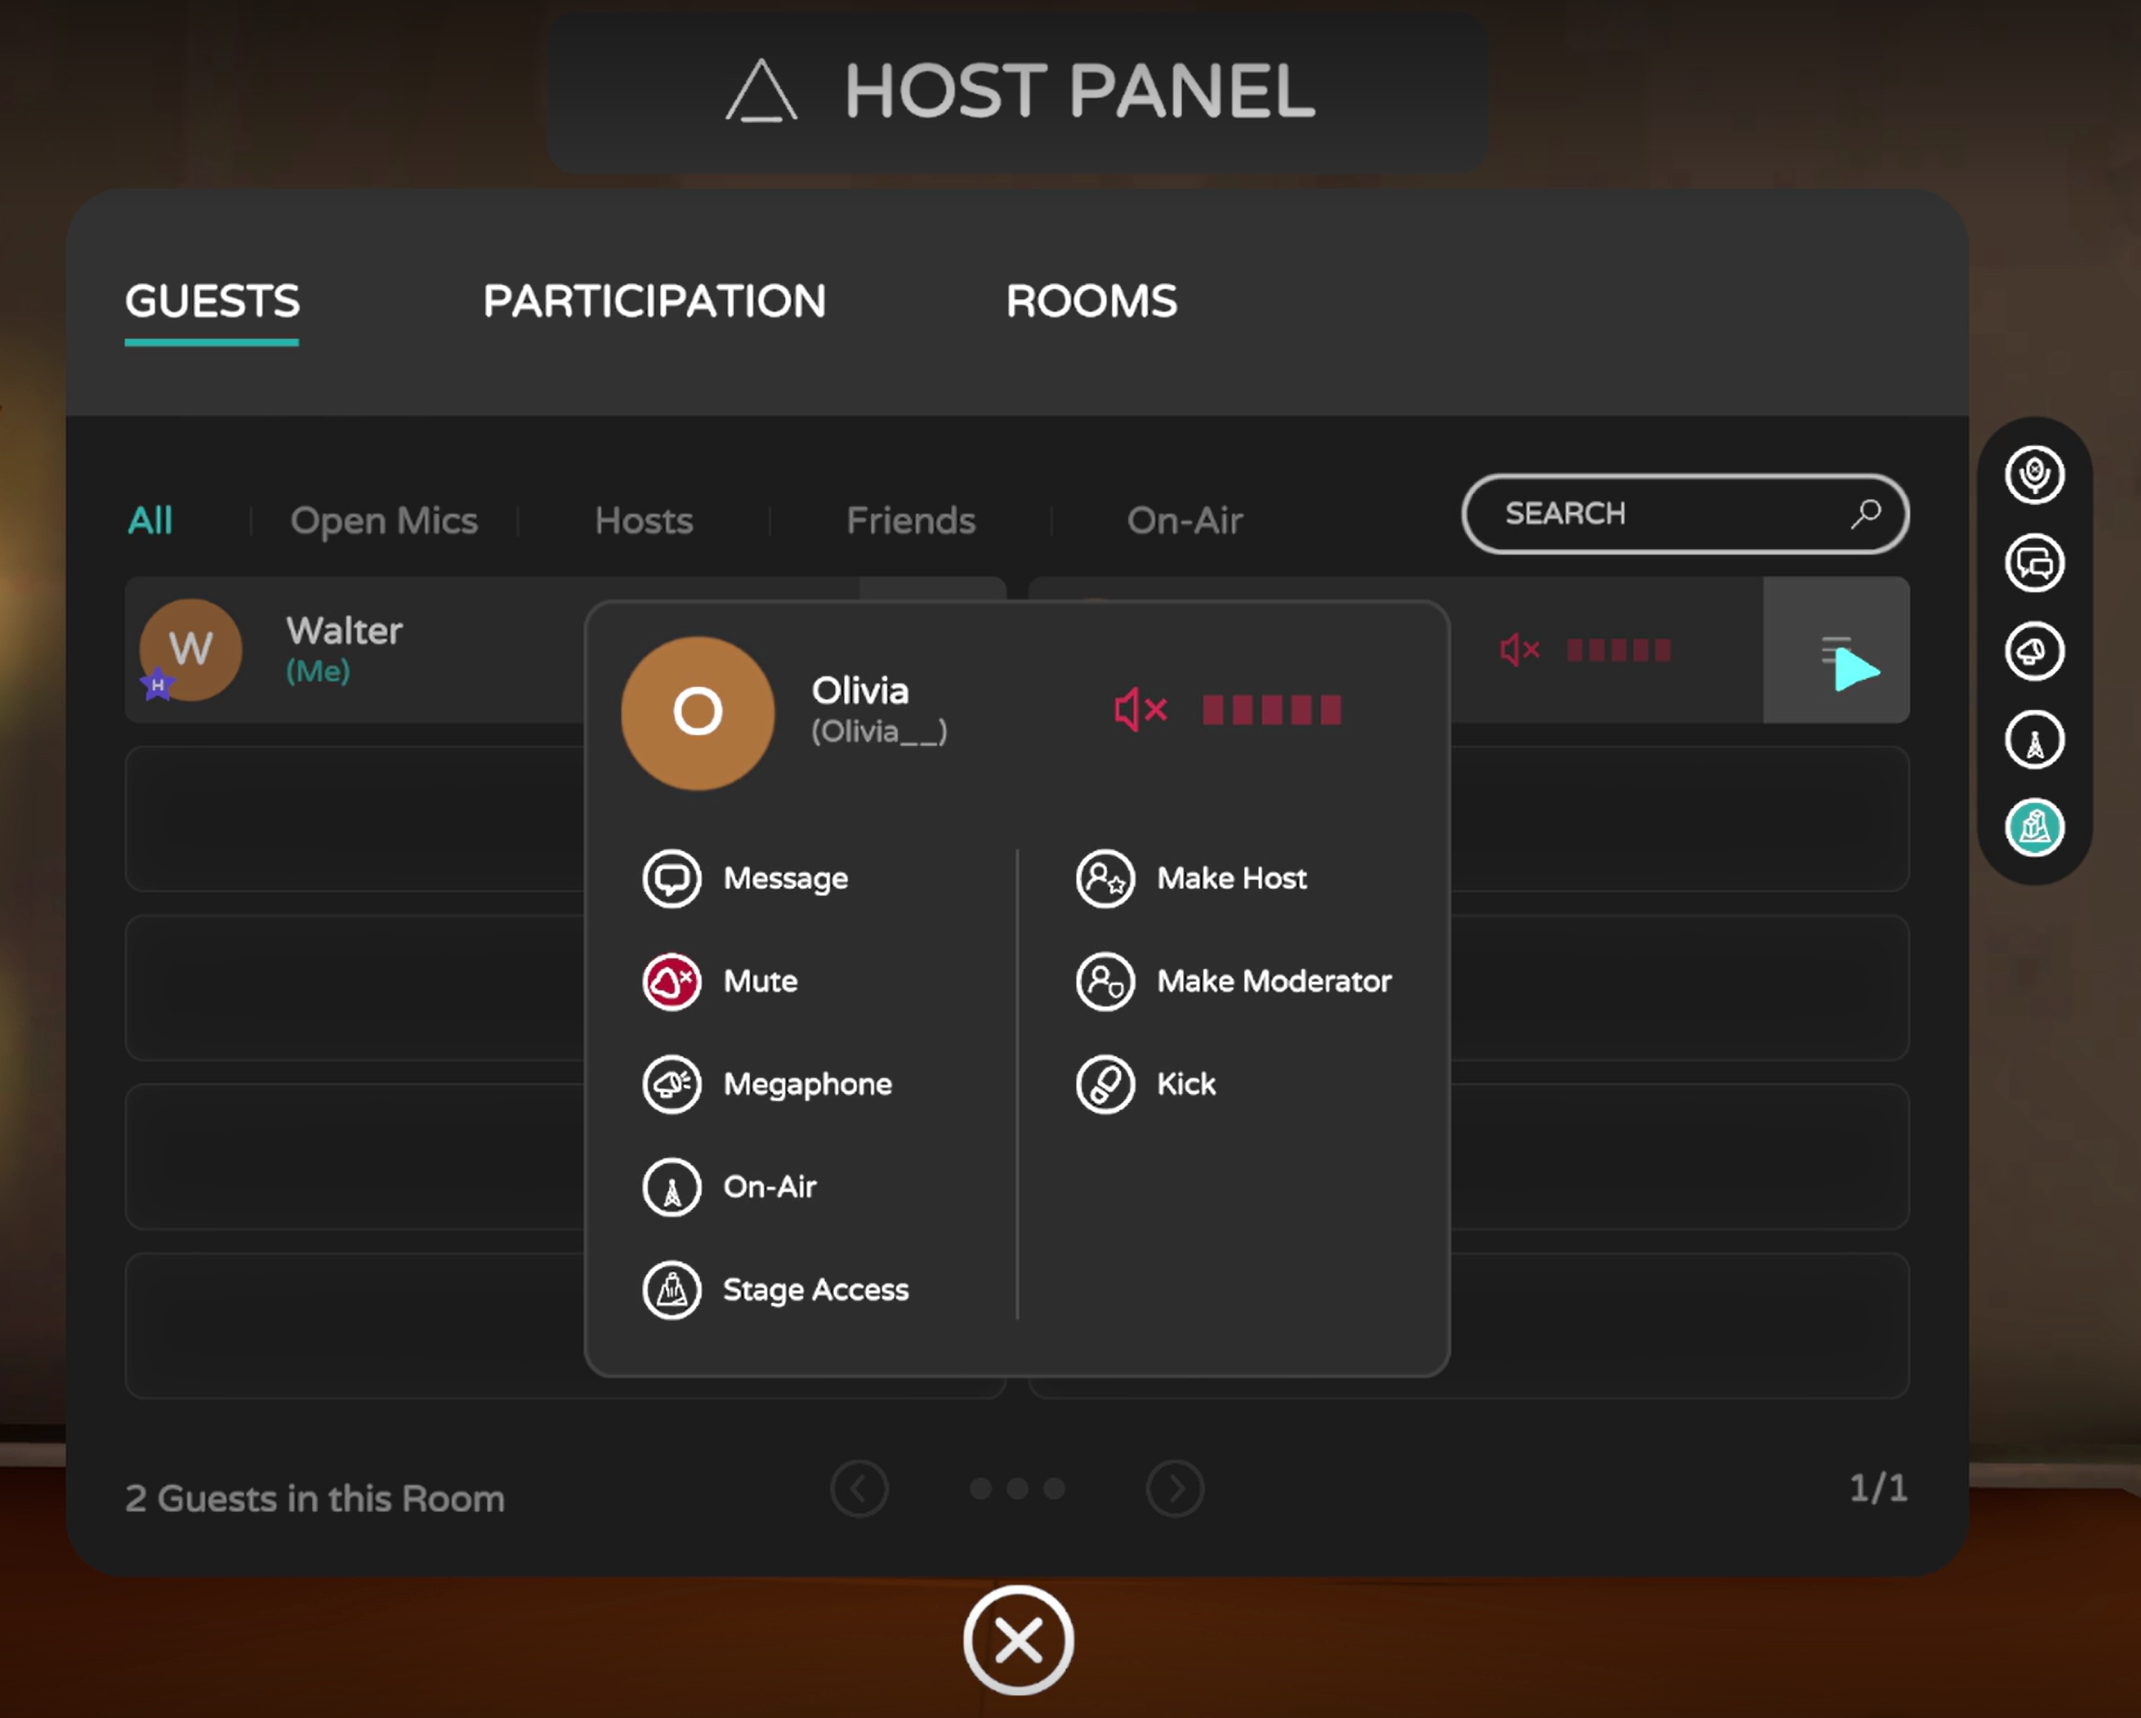 HOST PANEL
GUESTS PARTICIPATION ROOMS
All Open Mics Hosts Friends On-Air SEARCH
W Walter
(Me)
H
O Olivia
(Olivia__)
Message Make Host
Mute Make Moderator
Megaphone Kick
On-Air
Stage Access
2 Guests in this Room 1/1